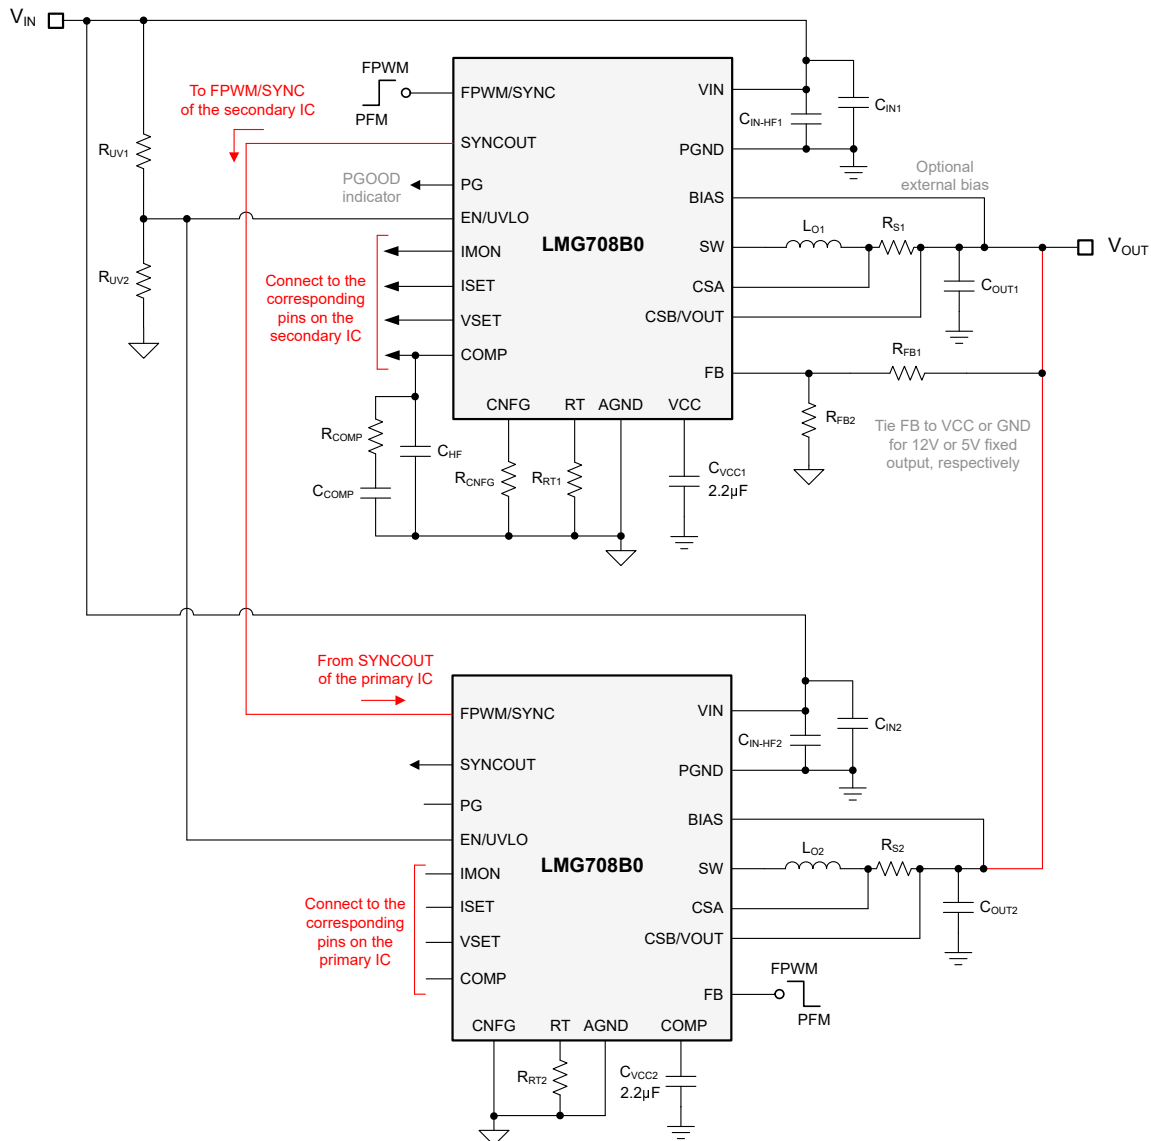 VIN
To FPWM/SYNC
of the secondary IC
FPWM
PFM
RUV1
RUV2
PGOOD
indicator
Connect to the
corresponding
pins on the
secondary IC
FPWM/SYNC
SYNCOUT
PG
EN/UVLO
IMON
ISET
VSET
COMP
LMG708B0
VIN
PGND
BIAS
SW
CSA
CSB/VOUT
FB
CNFG
RT
AGND
VCC
CIN-HF1
CIN1
Optional
external bias
LO1
RS1
VOUT
COUT1
RFB1
RFB2
Tie FB to VCC or GND
for 12V or 5V fixed
output, respectively
RCOMP
CCOMP
CHF
RCNFG
RRT1
CVCC1
2.2µF
From SYNCOUT
of the primary IC
FPWM/SYNC
SYNCOUT
PG
EN/UVLO
IMON
ISET
VSET
COMP
Connect to the
corresponding
pins on the
primary IC
LMG708B0
VIN
PGND
BIAS
SW
CSA
CSB/VOUT
FB
CNFG
RT
AGND
COMP
CIN-HF2
CIN2
LO2
RS2
COUT2
FPWM
PFM
RRT2
CVCC2
2.2µF